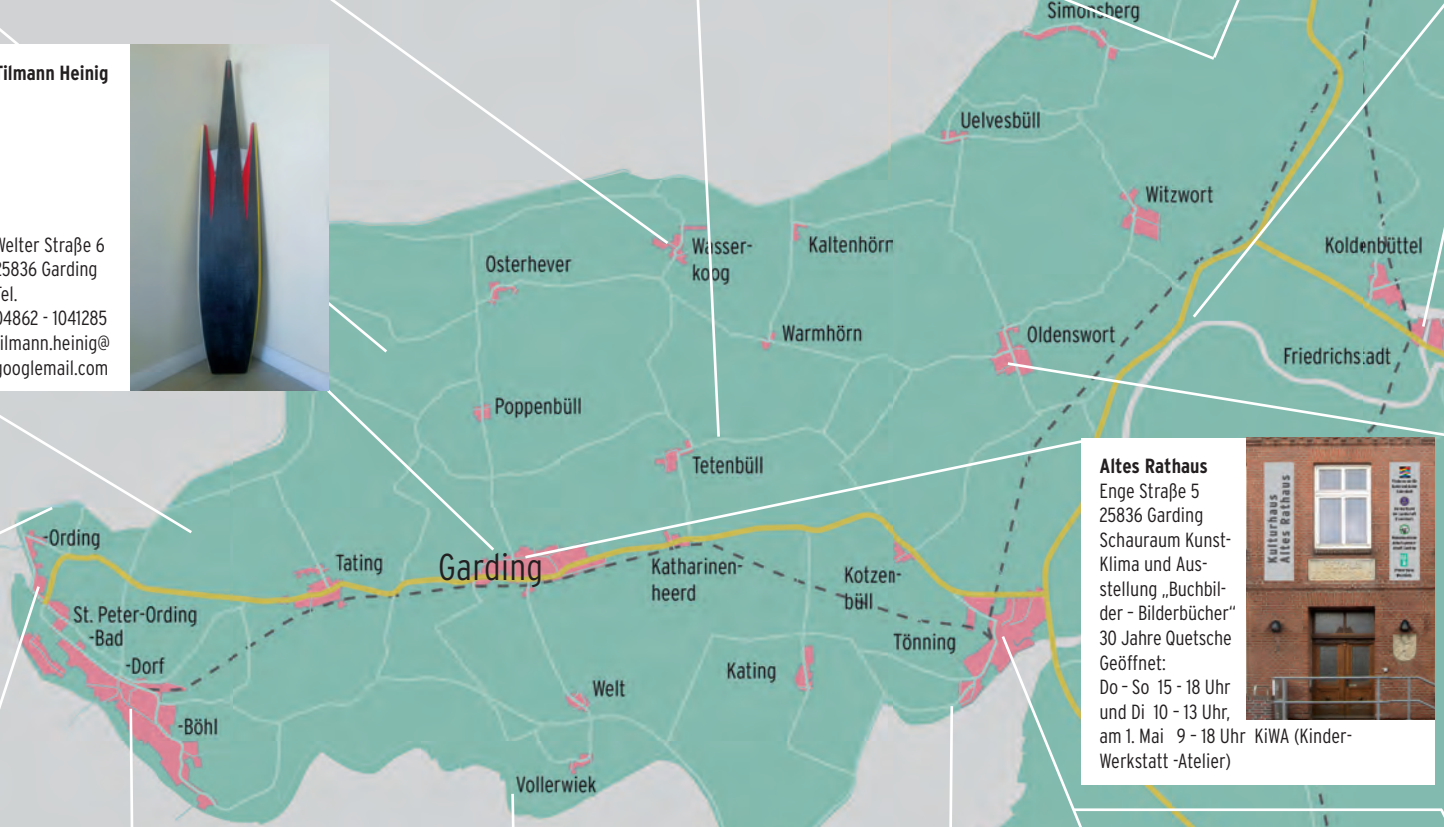 Simonsberg
Tilmann Heinig
Welter Straße 6
25836 Garding
Tel.
04862 - 1041285
tilmann.heinig@
googlemail.com
Uelvesbüll
Witzwort
Koldenbüttel
Wasser-
koog
Kaltenhörn
Osterhever
Warmhörn
Oldenswort
Friedrichstadt
Poppenbüll
Tetenbüll
-Ording
Tating
Garding
Katharinen-
heerd
Kotzen-
büll
St. Peter-Ording
-Bad
-Dorf
-Böhl
Tönning
Kating
Welt
Vollerwiek
Altes Rathaus
Enge Straße 5
25836 Garding
Schauraum Kunst-
Klima und Aus-
stellung „Buchbil-
der – Bilderbücher“
30 Jahre Quetsche
Geöffnet:
Do – So 15 - 18 Uhr
und Di 10 – 13 Uhr,
am 1. Mai 9 – 18 Uhr KiWA (Kinder-
Werkstatt -Atelier)
Kulturhaus
Altes Rathaus